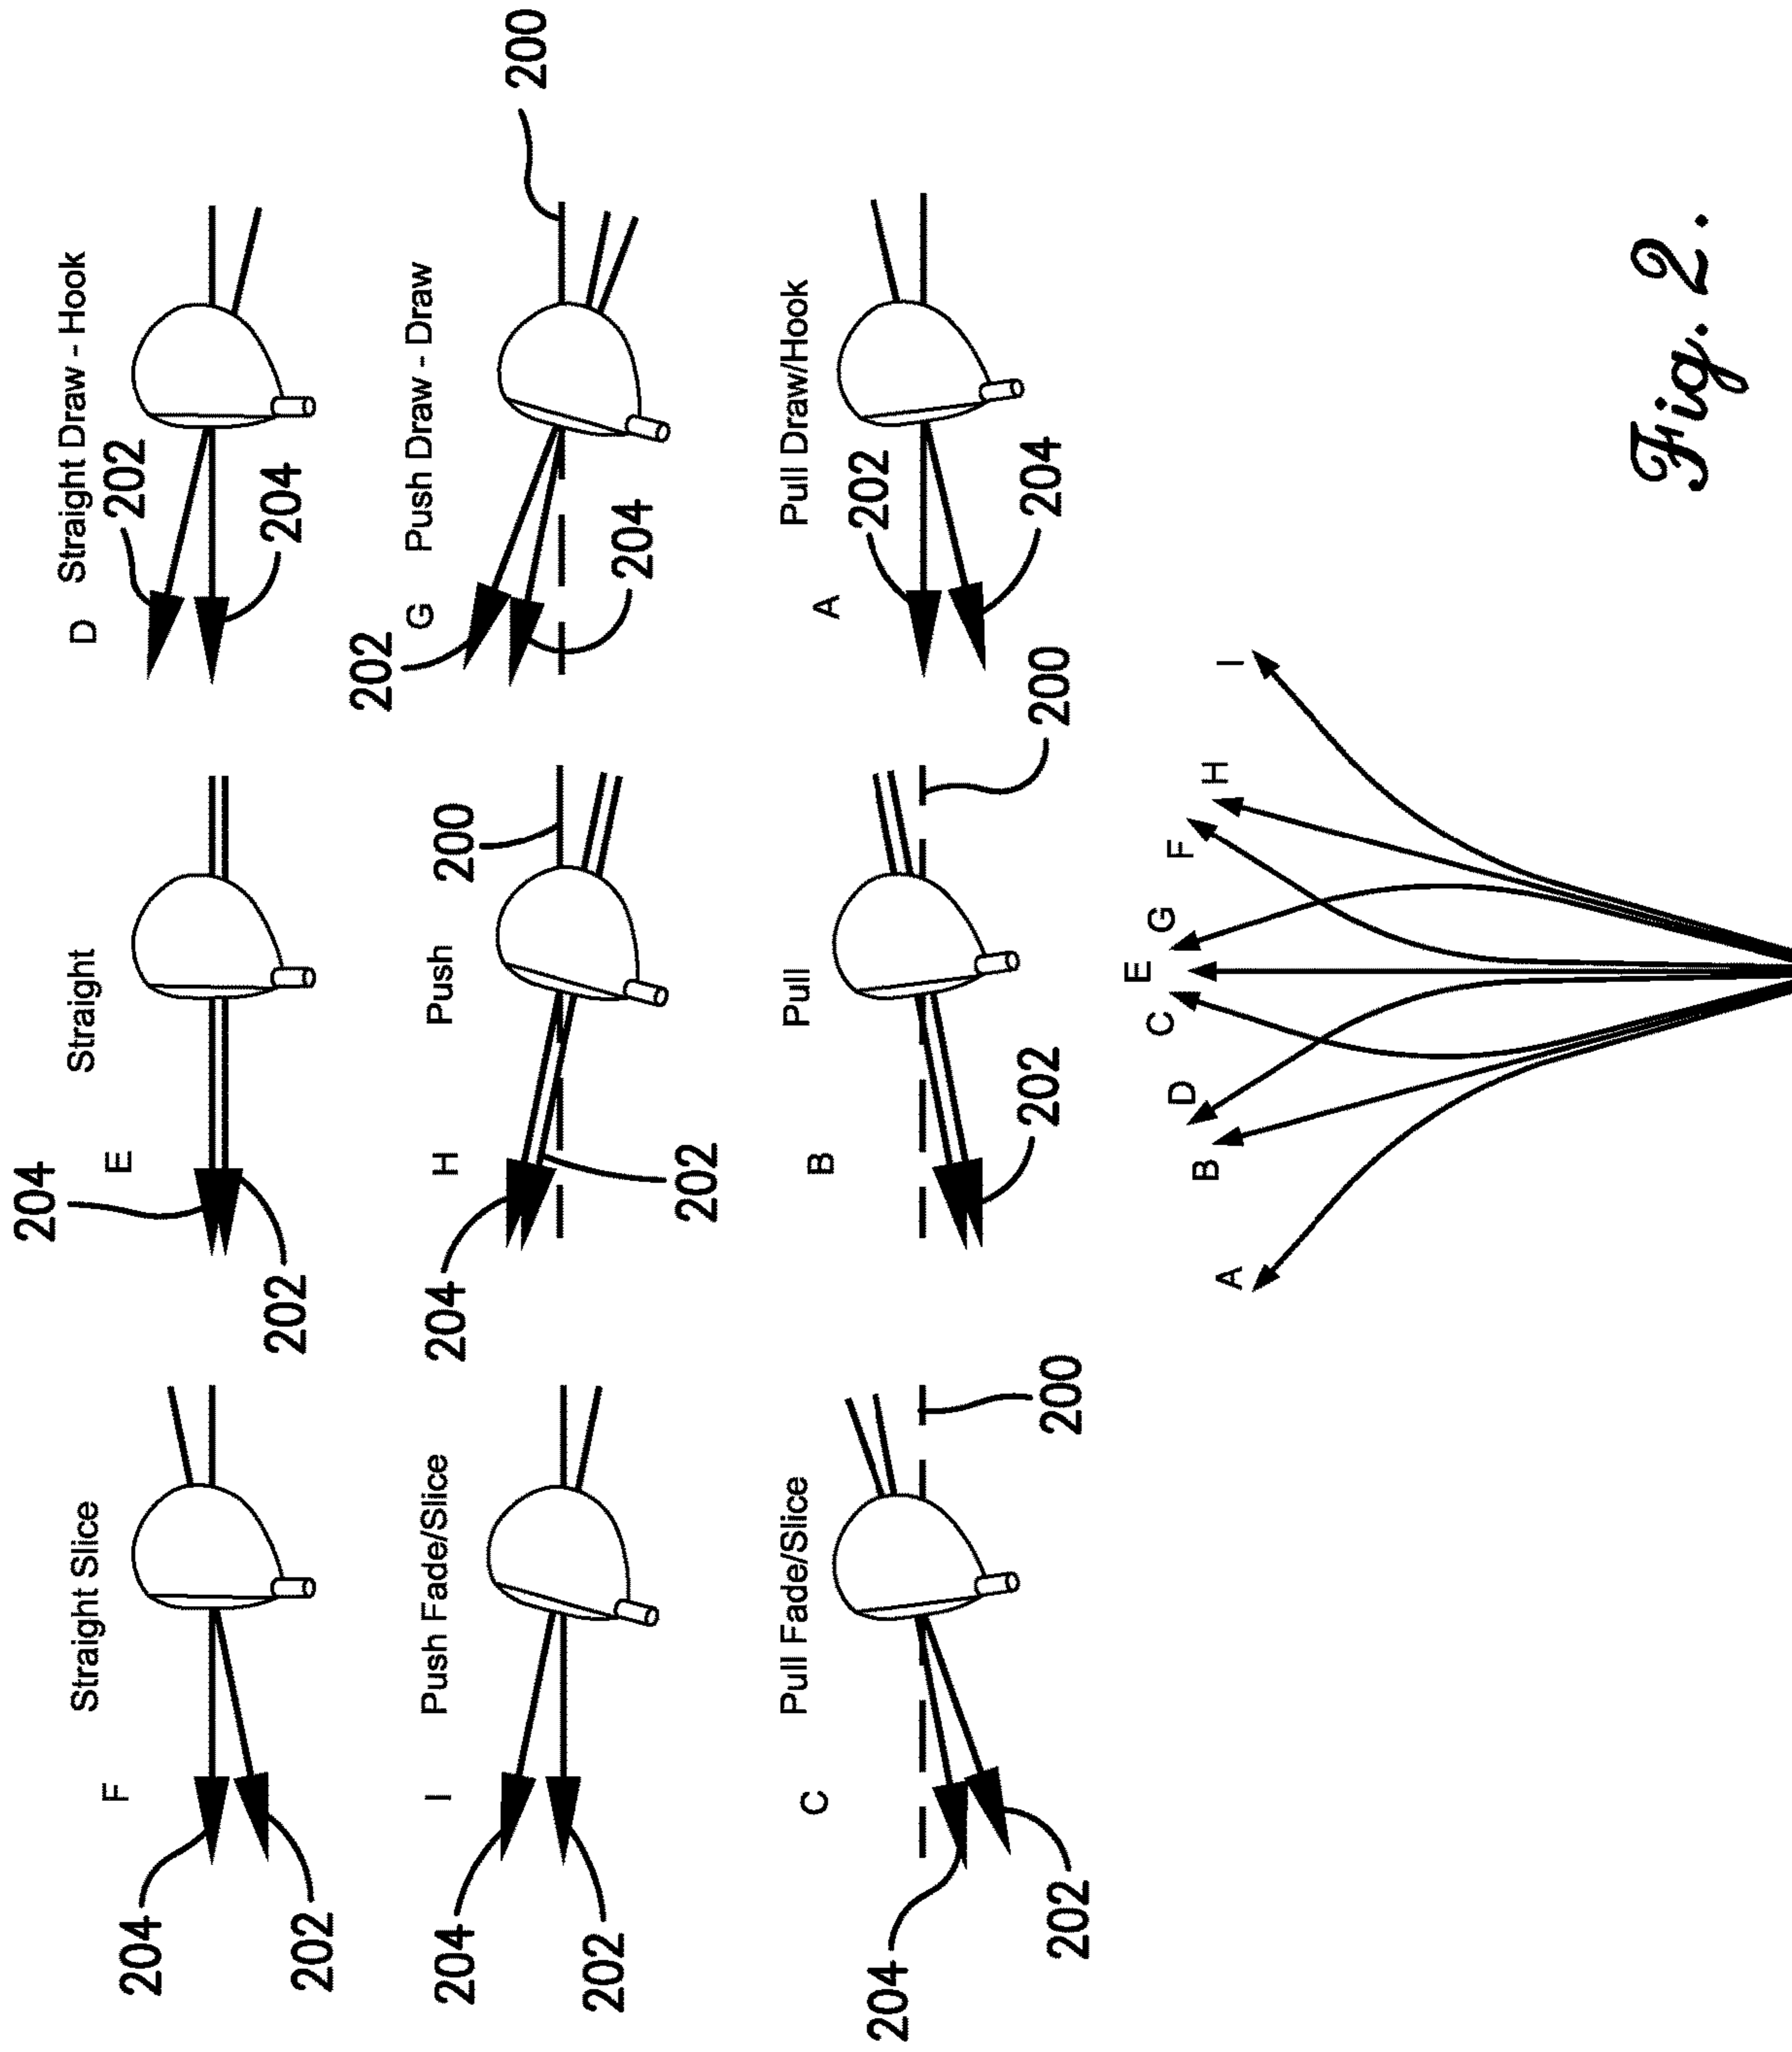 F Straight Slice
204
202
204
E Straight
202
D Straight Draw - Hook
202
204
I Push Fade/Slice
204
202
H Push
204
200
202
G Push Draw - Draw
202
200
204
C Pull Fade/Slice
204
202
200
B Pull
202
200
A Pull Draw/Hook
202
204
A
B
D
C
E
G
F
H
I
Fig. 2.